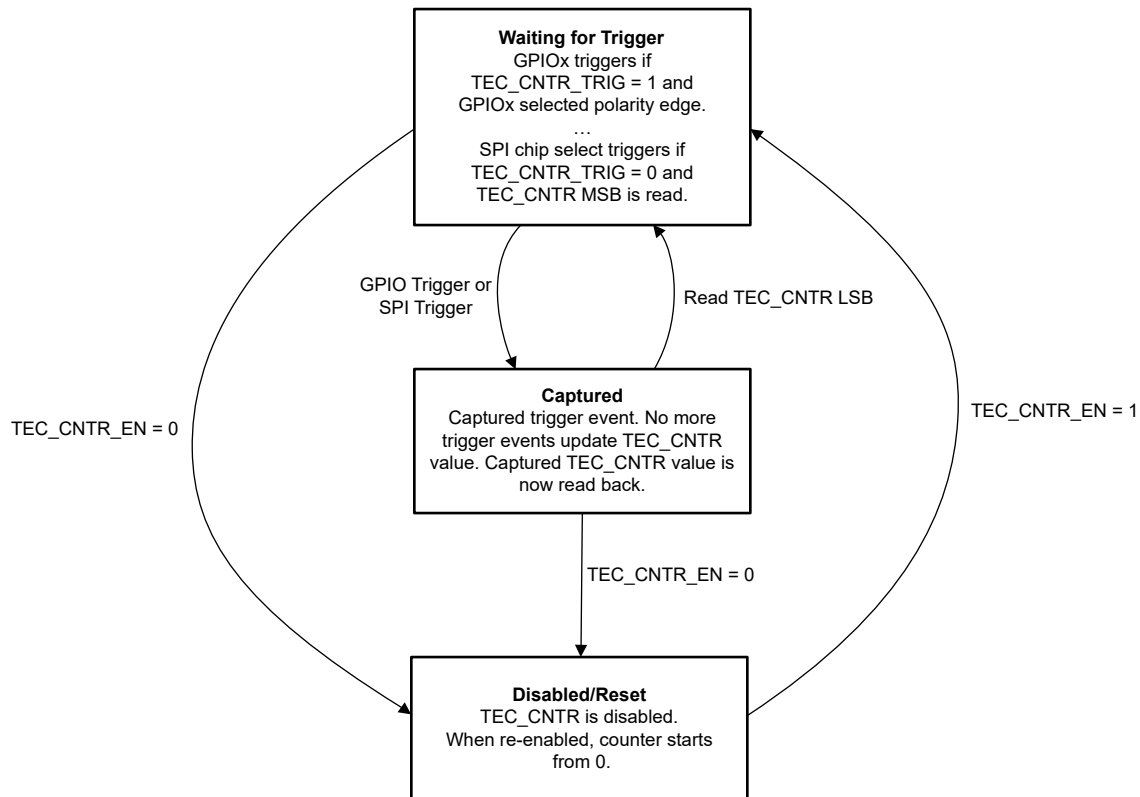 Waiting for Trigger
GPIOx triggers if
TEC_CNTR_TRIG = 1 and
GPIOx selected polarity edge.
…
SPI chip select triggers if
TEC_CNTR_TRIG = 0 and
TEC_CNTR MSB is read.
GPIO Trigger or
SPI Trigger
Read TEC_CNTR LSB
Captured
Captured trigger event. No more
trigger events update TEC_CNTR
value. Captured TEC_CNTR value is
now read back.
TEC_CNTR_EN = 0
TEC_CNTR_EN = 1
TEC_CNTR_EN = 0
Disabled/Reset
TEC_CNTR is disabled.
When re-enabled, counter starts
from 0.